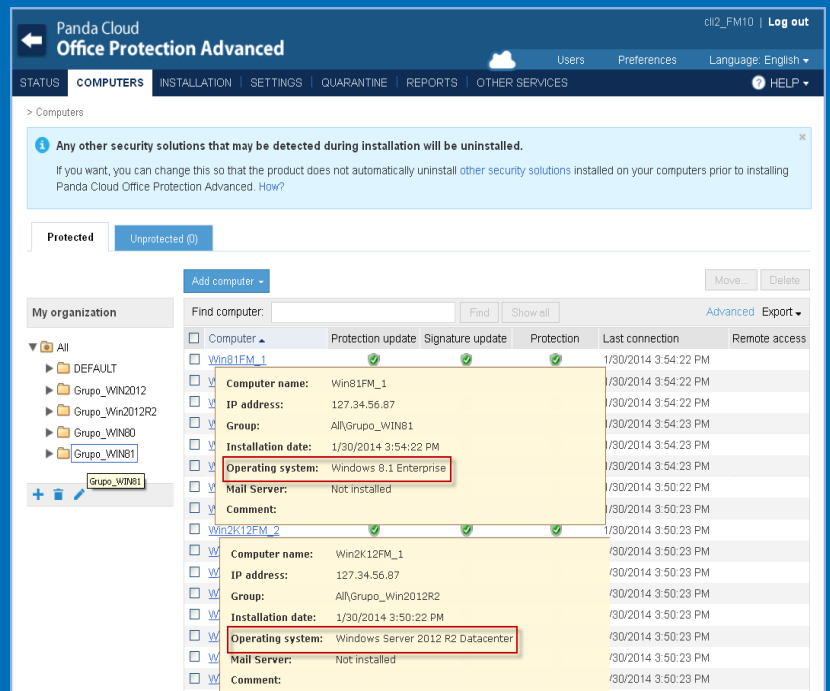 Panda Cloud
Office Protection Advanced
cli2_FM10 | Log out
Users Preferences Language: English
STATUS COMPUTERS INSTALLATION SETTINGS QUARANTINE REPORTS OTHER SERVICES ? HELP
> Computers
Any other security solutions that may be detected during installation will be uninstalled.
If you want, you can change this so that the product does not automatically uninstall other security solutions installed on your computers prior to installing
Panda Cloud Office Protection Advanced. How?
Protected Unprotected (0)
Add computer Move... Delete
My organization
Find computer: Find Show all Advanced Export
Computer Protection update Signature update Protection Last connection Remote access
All
DEFAULT
Grupo_WIN2012
Grupo_Win2012R2
Grupo_WIN80
Grupo_WIN81
Grupo_WIN81
Win81FM_1 1/30/2014 3:54:22 PM
Computer name: Win81FM_1 1/30/2014 3:54:22 PM
IP address: 127.34.56.87 1/30/2014 3:54:22 PM
Group: All\Grupo_WIN81 1/30/2014 3:54:23 PM
Installation date: 1/30/2014 3:54:22 PM 1/30/2014 3:54:23 PM
Operating system: Windows 8.1 Enterprise 1/30/2014 3:54:23 PM
Mail Server: Not installed 1/30/2014 3:50:22 PM
Comment: 1/30/2014 3:50:23 PM
Win2K12FM_2 1/30/2014 3:50:23 PM
Computer name: Win2K12FM_1 /30/2014 3:50:23 PM
IP address: 127.34.56.87 /30/2014 3:50:23 PM
Group: All\Grupo_Win2012R2 /30/2014 3:50:23 PM
Installation date: 1/30/2014 3:50:22 PM /30/2014 3:50:23 PM
Operating system: Windows Server 2012 R2 Datacenter /30/2014 3:50:23 PM
Mail Server: Not installed /30/2014 3:50:23 PM
Comment: /30/2014 3:50:23 PM